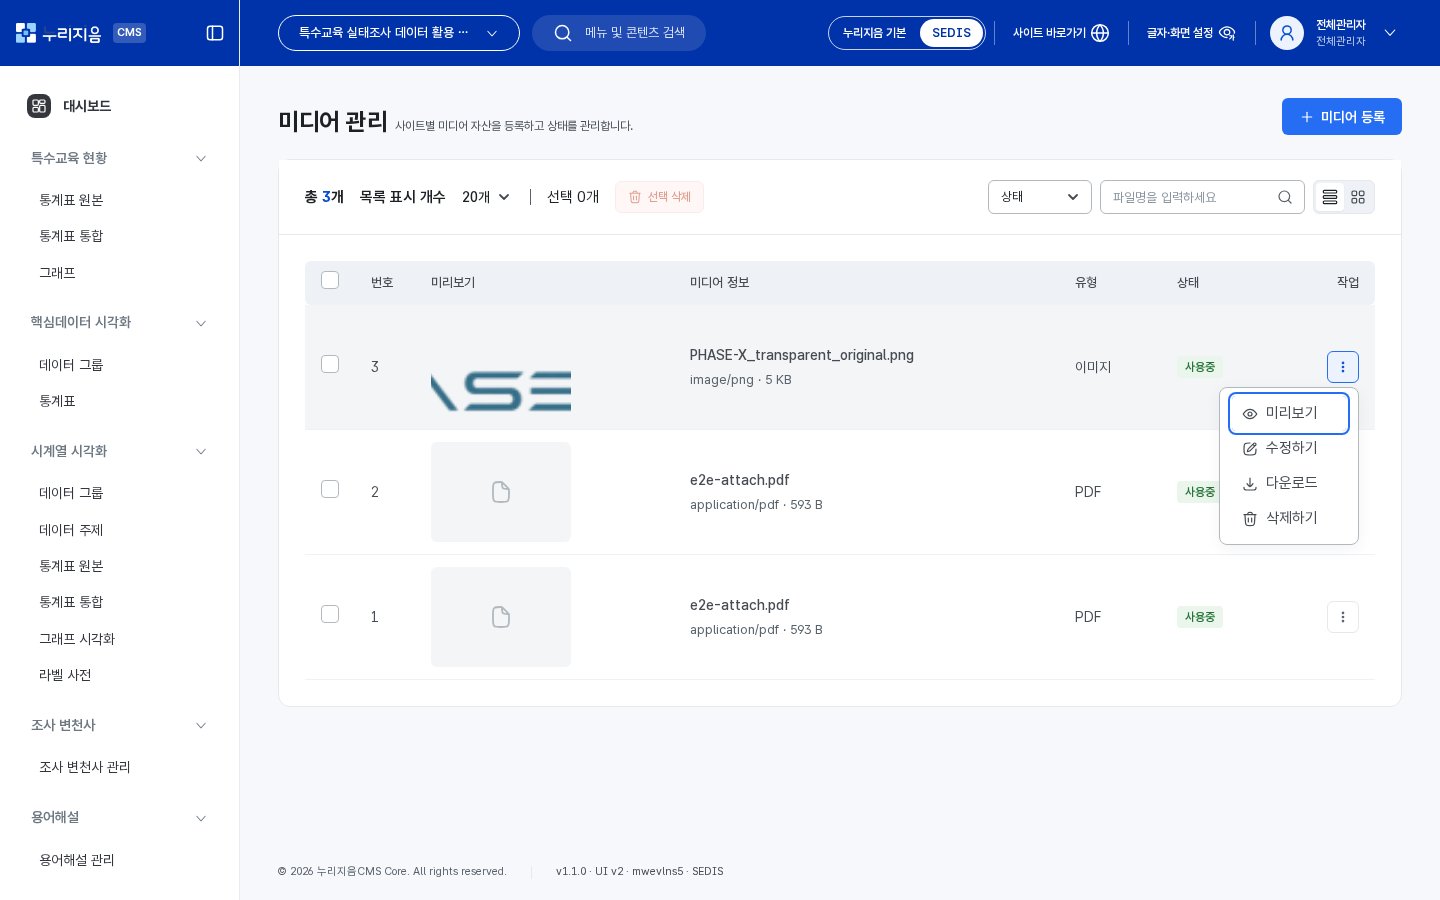 누리지음 CMS
특수교육 실태조사 데이터 활용 ···
메뉴 및 콘텐츠 검색
누리지음 기본
SEDIS
사이트 바로가기
글자·화면 설정
전체관리자
전체관리자
대시보드
특수교육 현황
통계표 원본
통계표 통합
그래프
핵심데이터 시각화
데이터 그룹
통계표
시계열 시각화
데이터 그룹
데이터 주제
통계표 원본
통계표 통합
그래프 시각화
라벨 사전
조사 변천사
조사 변천사 관리
용어해설
용어해설 관리
미디어 관리 사이트별 미디어 자산을 등록하고 상태를 관리합니다.
미디어 등록
총 3개 목록 표시 개수 20개 선택 0개 선택 삭제
상태
파일명을 입력하세요
번호 미리보기 미디어 정보 유형 상태 작업
3
ASE
PHASE-X_transparent_original.png
image/png · 5 KB
이미지
사용중
미리보기
수정하기
다운로드
삭제하기
2
e2e-attach.pdf
application/pdf · 593 B
PDF
사용중
1
e2e-attach.pdf
application/pdf · 593 B
PDF
사용중
© 2026 누리지음CMS Core. All rights reserved.
v1.1.0 · UI v2 · mwevlns5 · SEDIS